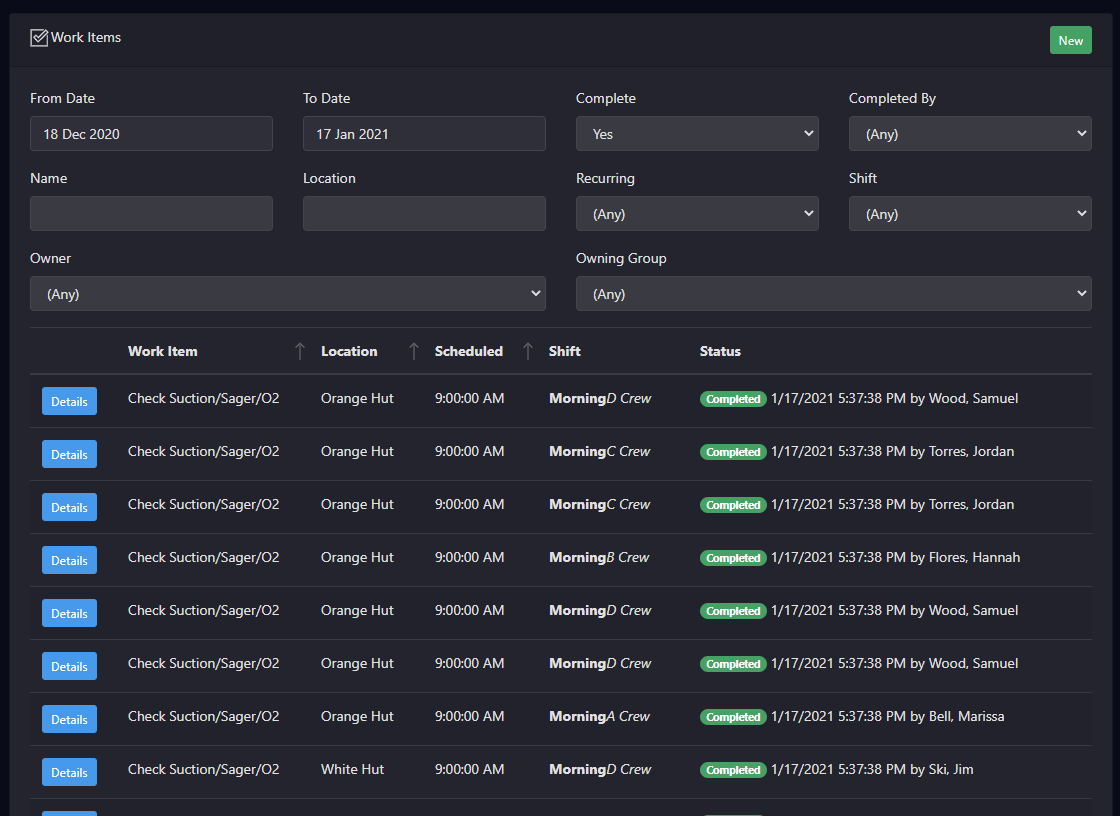 Work Items
New
From Date To Date Complete Completed By
18 Dec 2020 17 Jan 2021 Yes (Any)
Name Location Recurring Shift
(Any) (Any)
Owner Owning Group
(Any) (Any)
Work Item Location Scheduled Shift Status
Details Check Suction/Sager/O2 Orange Hut 9:00:00 AM MorningD Crew Completed 1/17/2021 5:37:38 PM by Wood, Samuel
Details Check Suction/Sager/O2 Orange Hut 9:00:00 AM MorningC Crew Completed 1/17/2021 5:37:38 PM by Torres, Jordan
Details Check Suction/Sager/O2 Orange Hut 9:00:00 AM MorningC Crew Completed 1/17/2021 5:37:38 PM by Torres, Jordan
Details Check Suction/Sager/O2 Orange Hut 9:00:00 AM MorningB Crew Completed 1/17/2021 5:37:38 PM by Flores, Hannah
Details Check Suction/Sager/O2 Orange Hut 9:00:00 AM MorningD Crew Completed 1/17/2021 5:37:38 PM by Wood, Samuel
Details Check Suction/Sager/O2 Orange Hut 9:00:00 AM MorningD Crew Completed 1/17/2021 5:37:38 PM by Wood, Samuel
Details Check Suction/Sager/O2 Orange Hut 9:00:00 AM MorningA Crew Completed 1/17/2021 5:37:38 PM by Bell, Marissa
Details Check Suction/Sager/O2 White Hut 9:00:00 AM MorningD Crew Completed 1/17/2021 5:37:38 PM by Ski, Jim